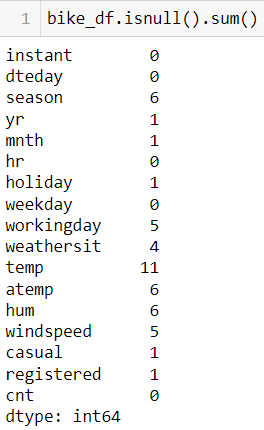 1 bike_df.isnull().sum()
instant 0
dteday 0
season 6
yr 1
mnth 1
hr 0
holiday 1
weekday 0
workingday 5
weathersit 4
temp 11
atemp 6
hum 6
windspeed 5
casual 1
registered 1
cnt 0
dtype: int64